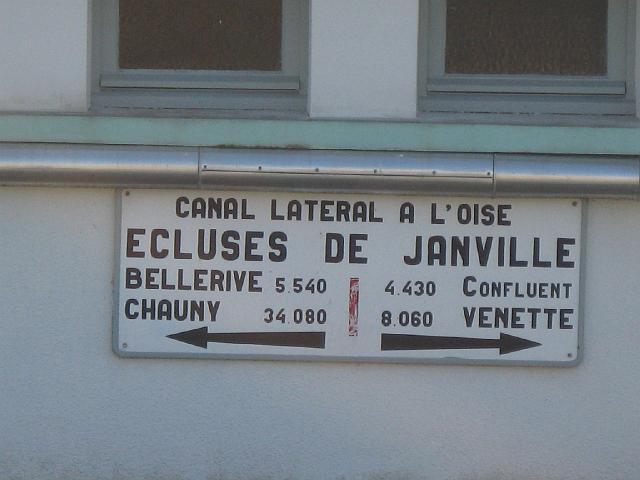 CANAL LATERAL A L'OISE
ECLUSES DE JANVILLE
BELLERIVE 5.540 4.430 CONFLUENT
CHAUNY 34.080 8.060 VENETTE